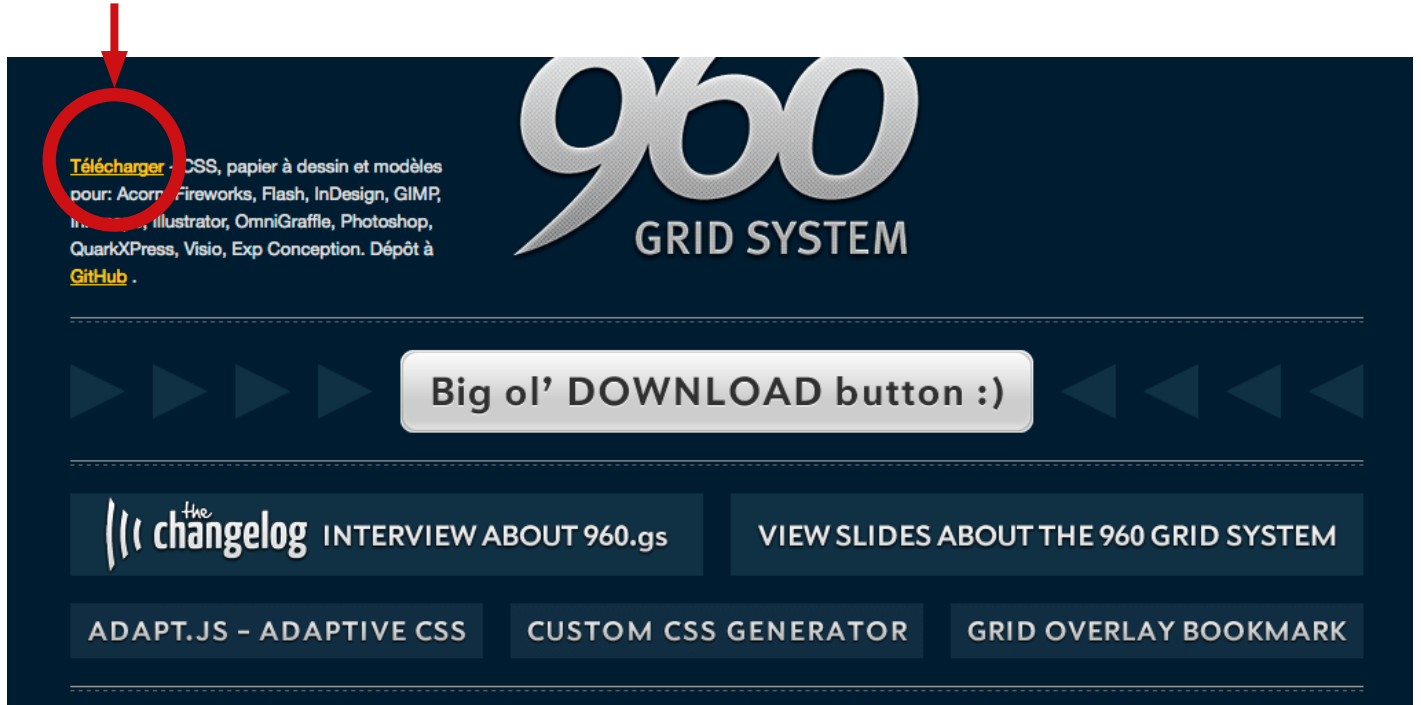 960
GRID SYSTEM
Télécharger - CSS, papier à dessin et modèles
pour: Acorn, Fireworks, Flash, InDesign, GIMP,
Illustrator, OmniGraffle, Photoshop,
QuarkXPress, Visio, Exp Conception. Dépôt à
GitHub .
Big ol’ DOWNLOAD button :)
the changelog INTERVIEW ABOUT 960.gs
VIEW SLIDES ABOUT THE 960 GRID SYSTEM
ADAPT.JS – ADAPTIVE CSS
CUSTOM CSS GENERATOR
GRID OVERLAY BOOKMARK